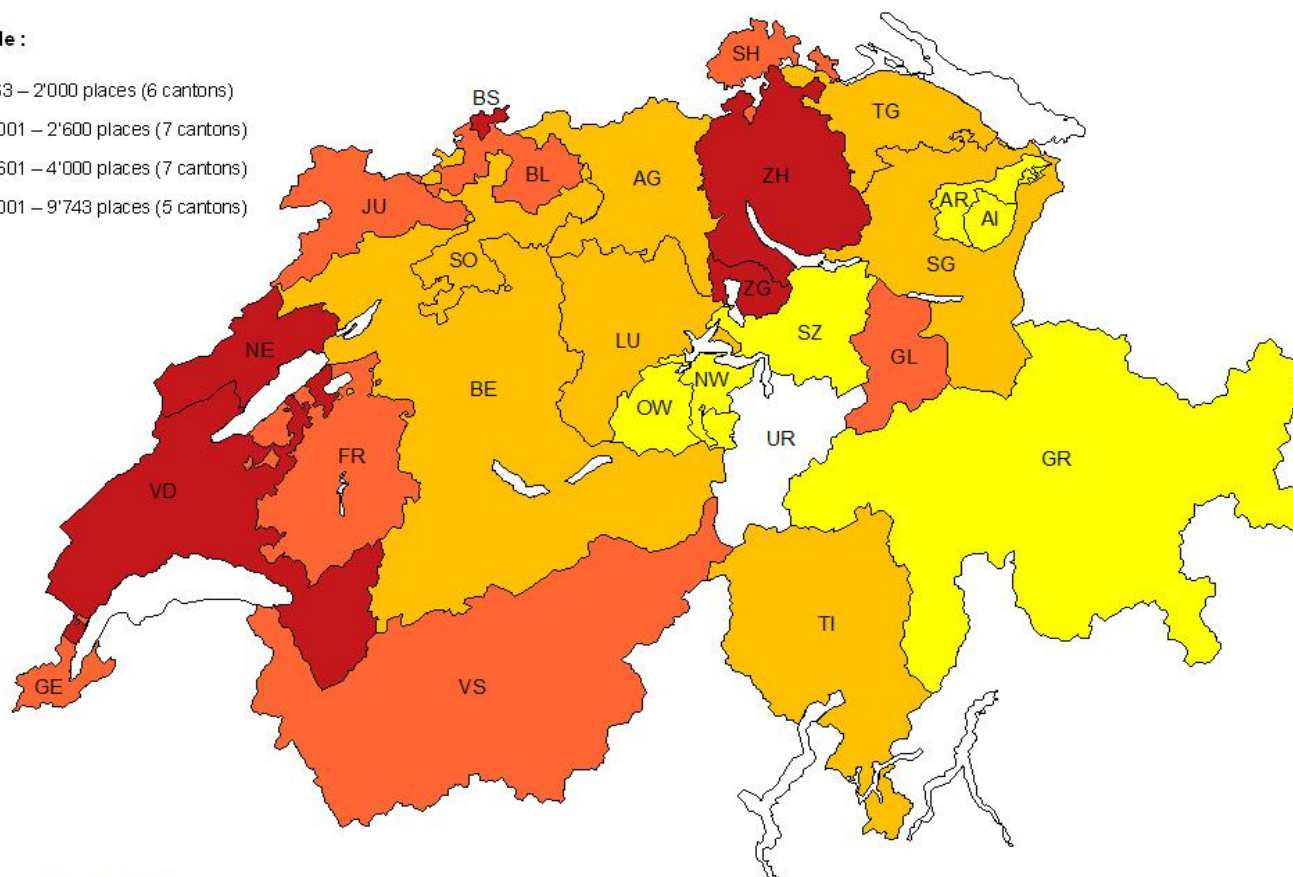 le :
63 – 2'000 places (6 cantons)
001 – 2'600 places (7 cantons)
601 – 4'000 places (7 cantons)
001 – 9'743 places (5 cantons)
SH
BS
TG
BL
AG
ZH
JU
AR
AI
SO
SG
ZG
SZ
NE
LU
GL
BE
NW
OW
UR
FR
GR
VD
TI
GE
VS